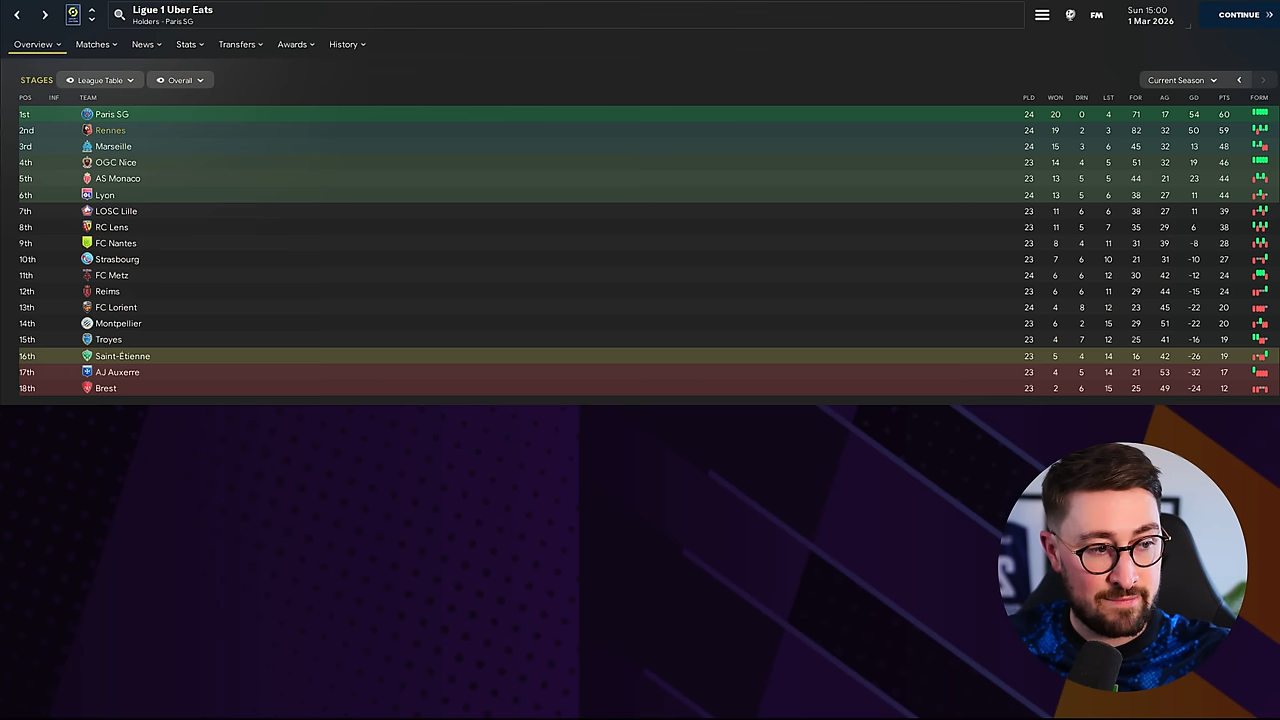 Ligue 1 Uber Eats
Holders - Paris SG
FM
Sun 15:00
1 Mar 2026
CONTINUE
Overview Matches News Stats Transfers Awards History
STAGES League Table Overall Current Season
POS INF TEAM PLD WON DRN LST FOR AG GD PTS FORM
1st Paris SG 24 20 0 4 71 17 54 60
2nd Rennes 24 19 2 3 82 32 50 59
3rd Marseille 24 15 3 6 45 32 13 48
4th OGC Nice 23 14 4 5 51 32 19 46
5th AS Monaco 23 13 5 5 44 21 23 44
6th Lyon 24 13 5 6 38 27 11 44
7th LOSC Lille 23 11 6 6 38 27 11 39
8th RC Lens 23 11 5 7 35 29 6 38
9th FC Nantes 23 8 4 11 31 39 -8 28
10th Strasbourg 23 7 6 10 21 31 -10 27
11th FC Metz 24 6 6 12 30 42 -12 24
12th Reims 23 6 6 11 29 44 -15 24
13th FC Lorient 24 4 8 12 23 45 -22 20
14th Montpellier 23 6 2 15 29 51 -22 20
15th Troyes 23 4 7 12 25 41 -16 19
16th Saint-Étienne 23 5 4 14 16 42 -26 19
17th AJ Auxerre 23 4 5 14 21 53 -32 17
18th Brest 23 2 6 15 25 49 -24 12